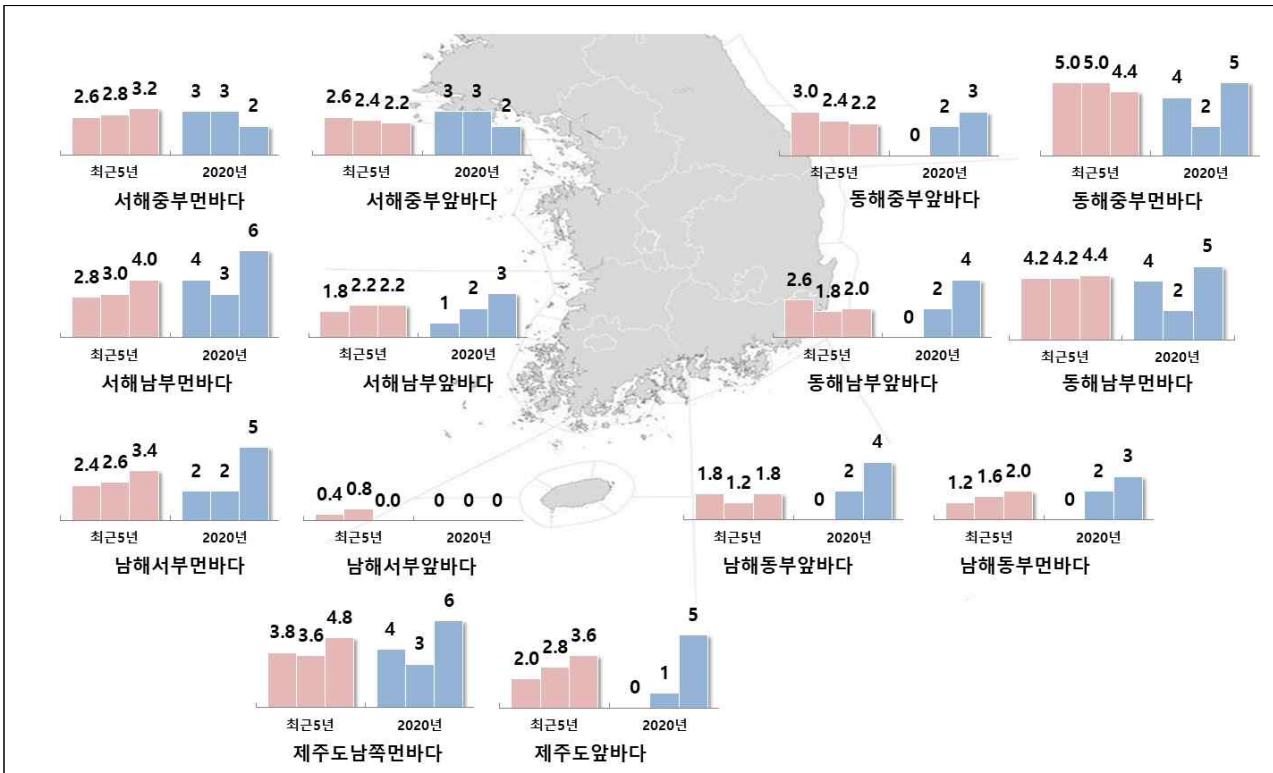 2.6 2.8 3.2 3 3 2
최근5년 2020년
서해중부먼바다
2.6 2.4 2.2 3 3 2
최근5년 2020년
서해중부앞바다
3.0 2.4 2.2 0 2 3
최근5년 2020년
동해중부앞바다
5.0 5.0 4.4 4 2 5
최근5년 2020년
동해중부먼바다
2.8 3.0 4.0 4 3 6
최근5년 2020년
서해남부먼바다
1.8 2.2 2.2 1 2 3
최근5년 2020년
서해남부앞바다
2.6 1.8 2.0 0 2 4
최근5년 2020년
동해남부앞바다
4.2 4.2 4.4 4 2 5
최근5년 2020년
동해남부먼바다
2.4 2.6 3.4 2 2 5
최근5년 2020년
남해서부먼바다
0.4 0.8 0.0 0 0 0
최근5년 2020년
남해서부앞바다
1.8 1.2 1.8 0 2 4
최근5년 2020년
남해동부앞바다
1.2 1.6 2.0 0 2 3
최근5년 2020년
남해동부먼바다
3.8 3.6 4.8 4 3 6
최근5년 2020년
제주도남쪽먼바다
2.0 2.8 3.6 0 1 5
최근5년 2020년
제주도앞바다